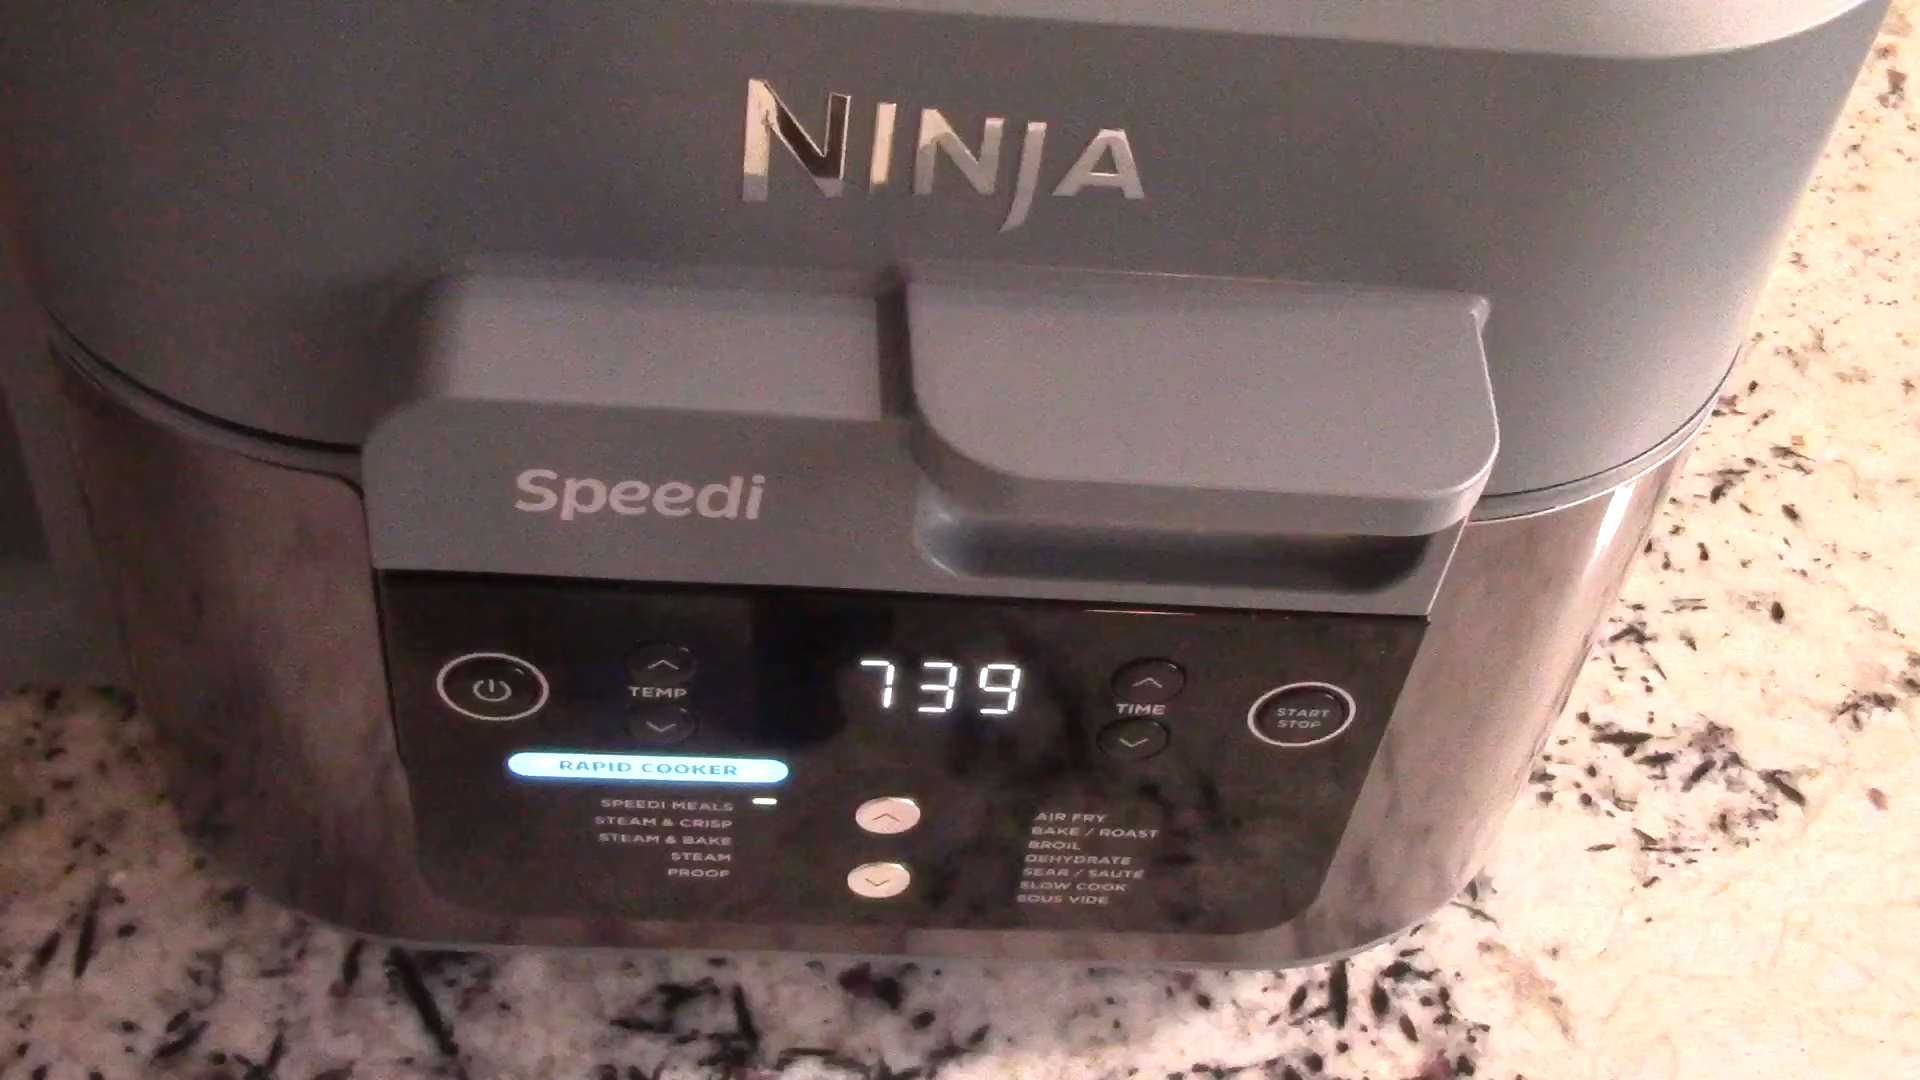 NINJA
Speedi
TEMP
739
TIME
START
STOP
RAPID COOKER
SPEEDI MEALS
STEAM & CRISP
STEAM & BAKE
STEAM
PROOF
AIR FRY
BAKE / ROAST
BROIL
DEHYDRATE
SEAR / SAUTÉ
SLOW COOK
SOUS VIDE